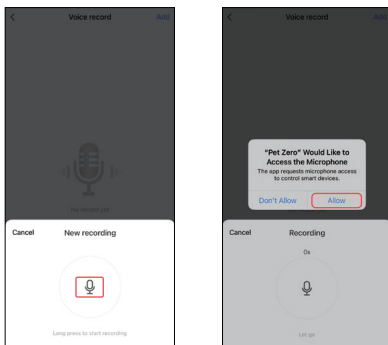 Voice record
Add
No record yet
Cancel
New recording
Long press to start recording
Voice record
Add
"Pet Zero" Would Like to
Access the Microphone
The app requests microphone access
to control smart devices.
Don't Allow
Allow
Cancel
Recording
0s
Let go